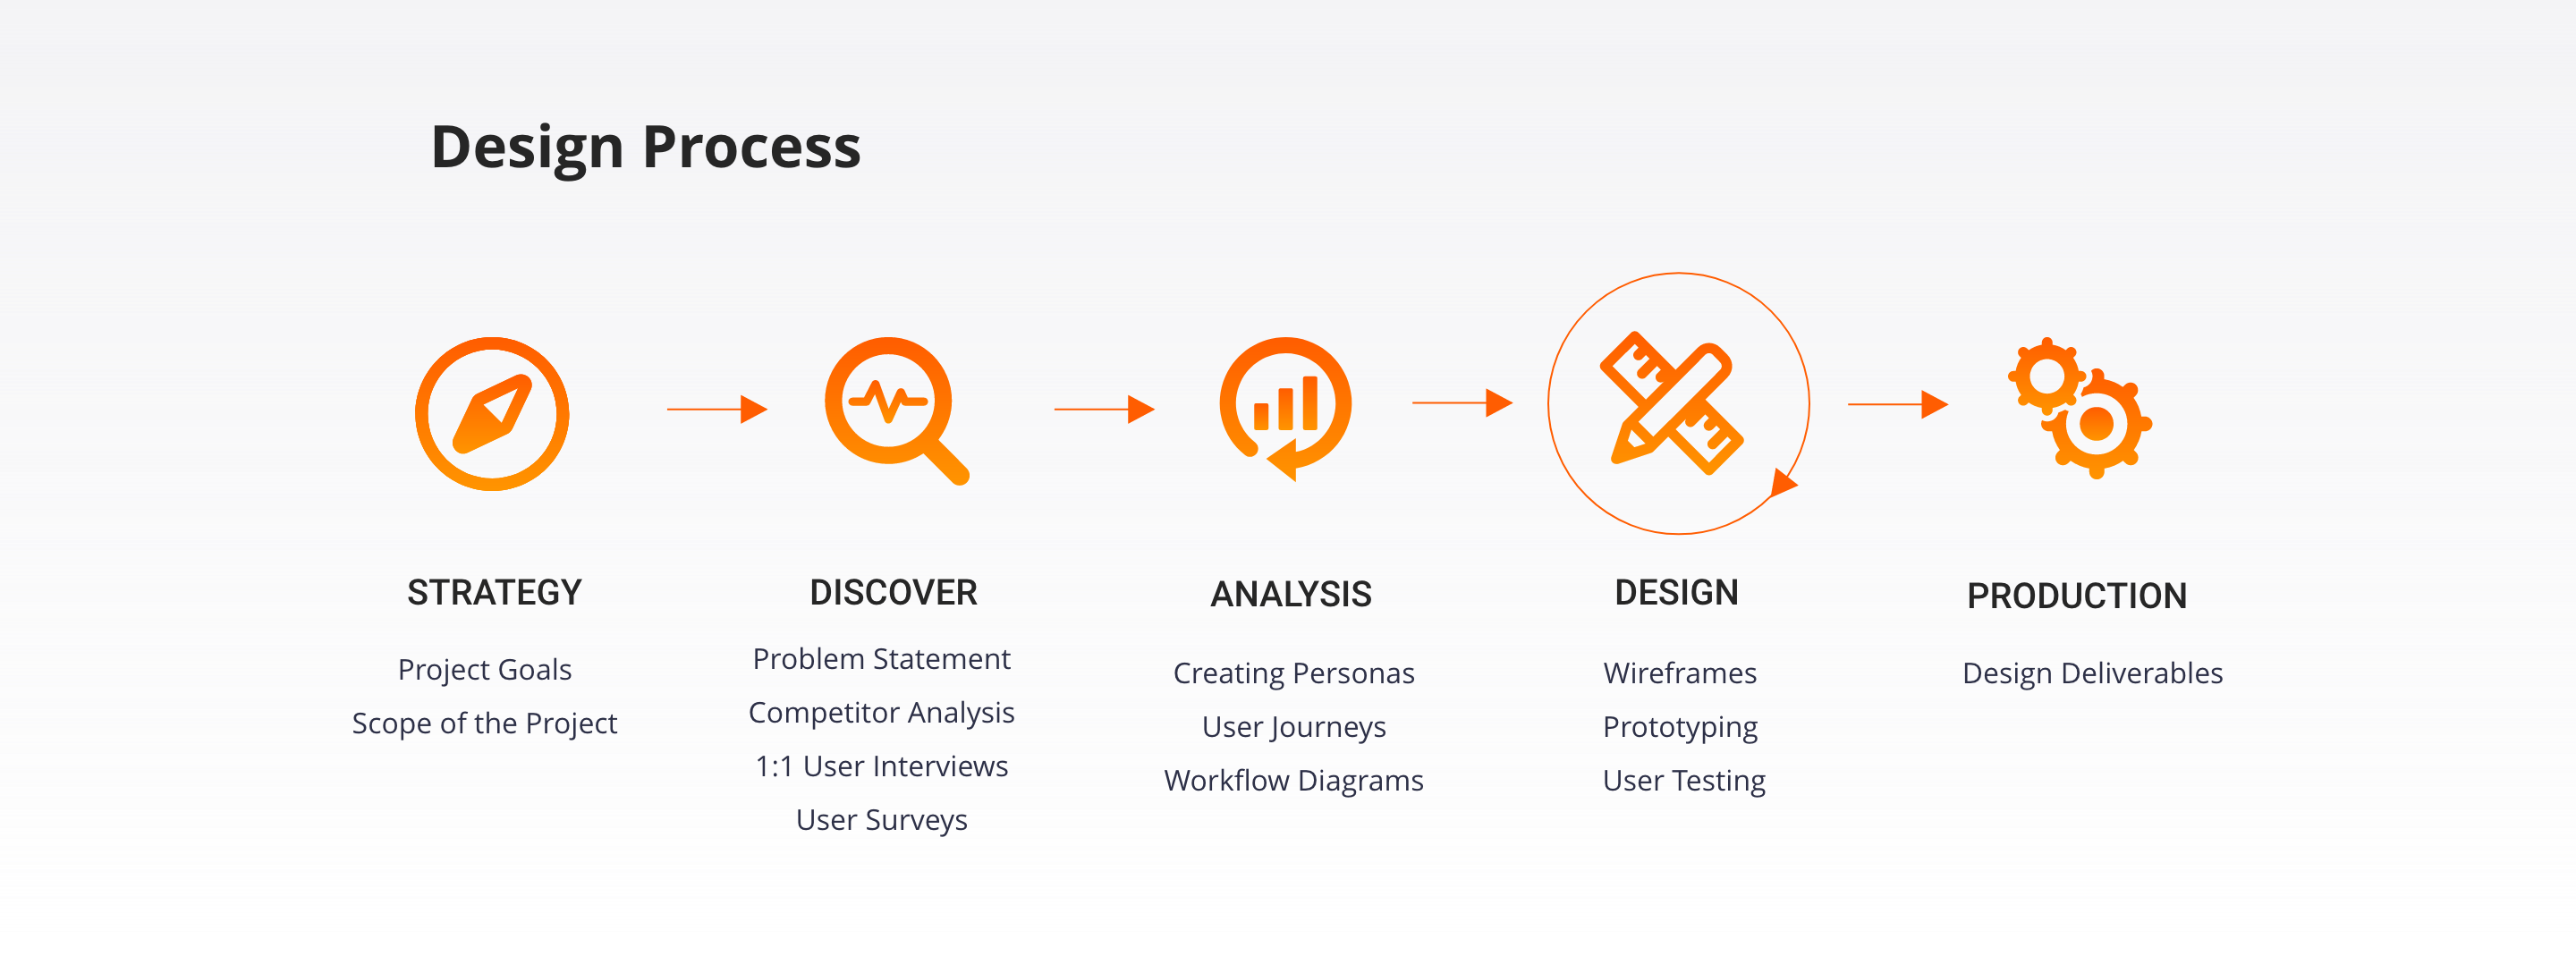 Design Process
STRATEGY
Project Goals
Scope of the Project
DISCOVER
Problem Statement
Competitor Analysis
1:1 User Interviews
User Surveys
ANALYSIS
Creating Personas
User Journeys
Workflow Diagrams
DESIGN
Wireframes
Prototyping
User Testing
PRODUCTION
Design Deliverables